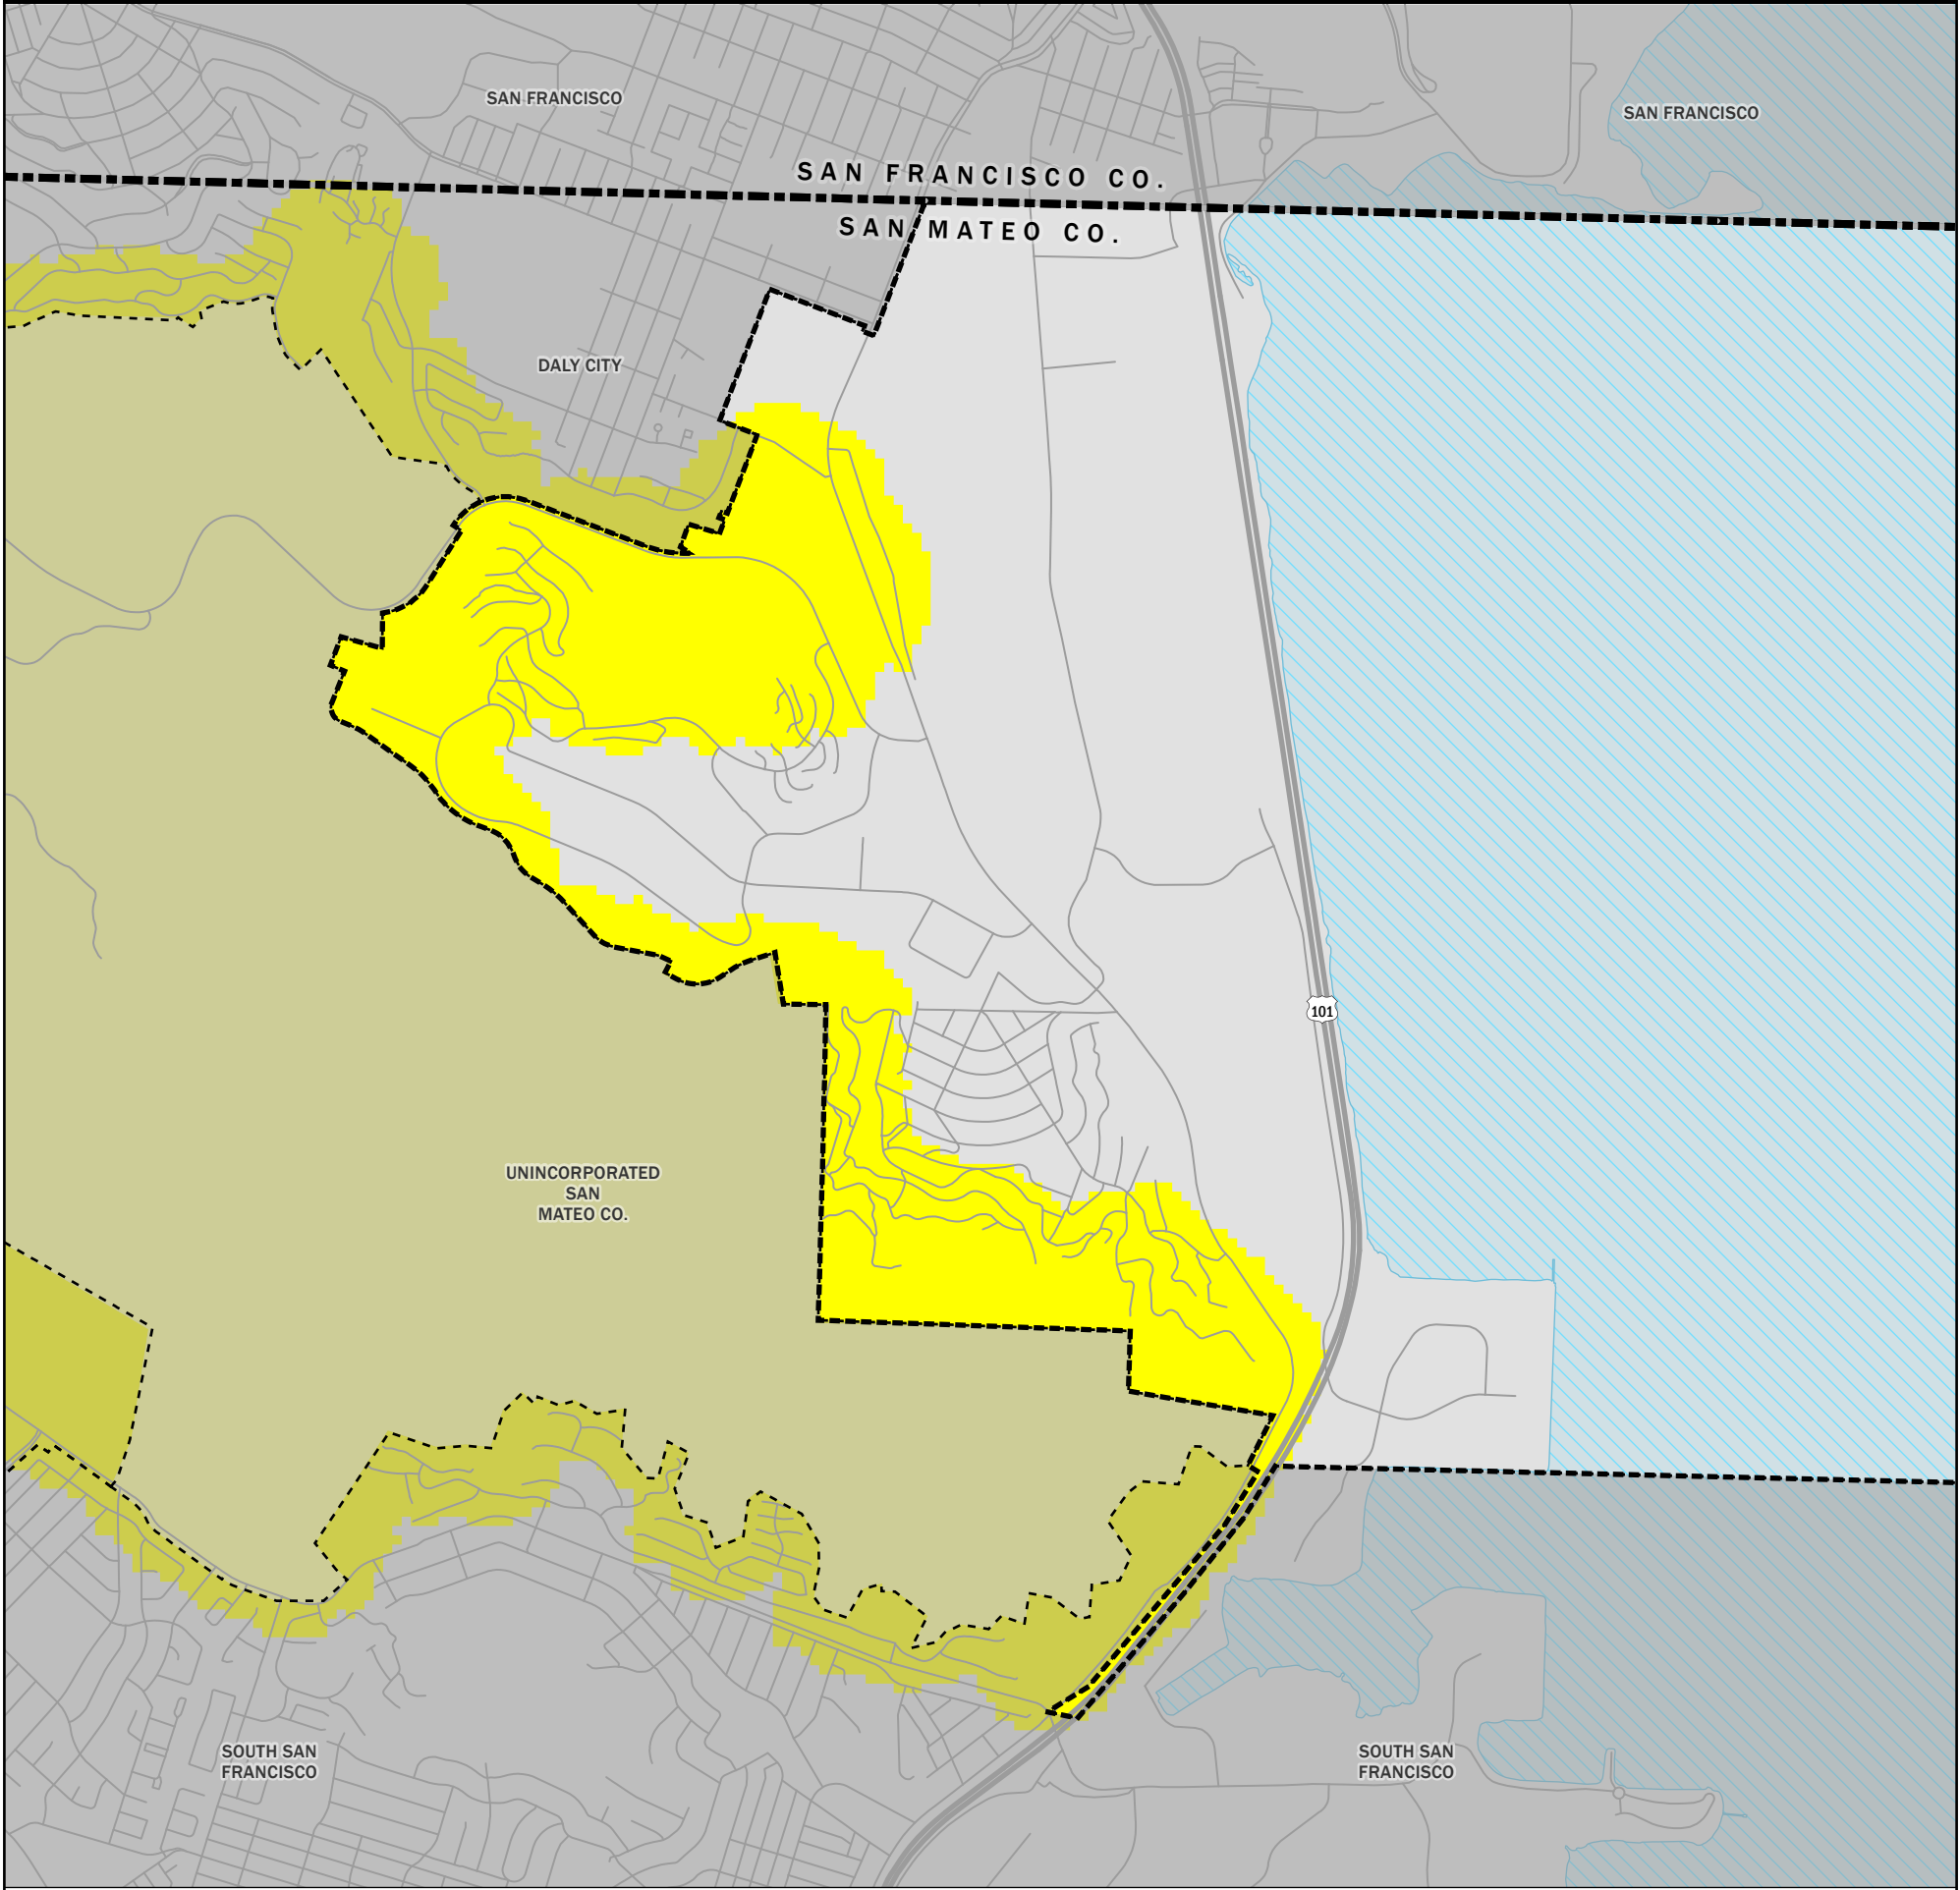 SAN FRANCISCO
SAN FRANCISCO
SAN FRANCISCO CO.
SAN MATEO CO.
DALY CITY
101
UNINCORPORATED
SAN
MATEO CO.
SOUTH SAN
FRANCISCO
SOUTH SAN
FRANCISCO